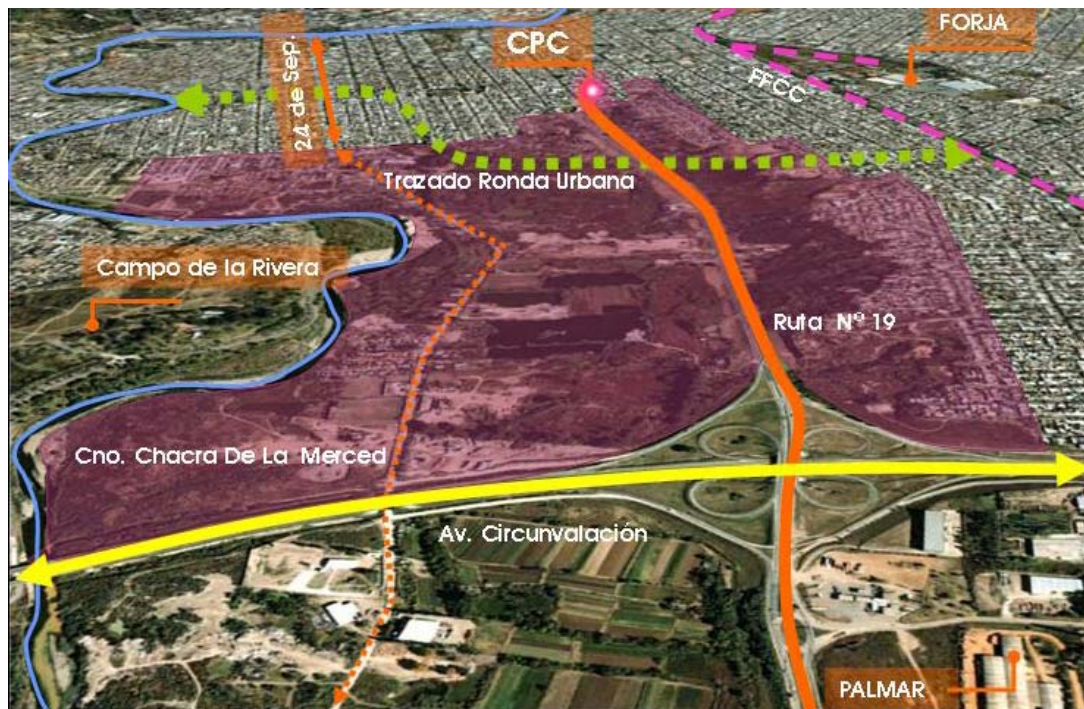 FORJA
CPC
24 de Sep.
FFCC
Trazado Ronda Urbana
Campo de la Rivera
Ruta Nº 19
Cno. Chacra De La Merced
Av. Circunvalación
PALMAR